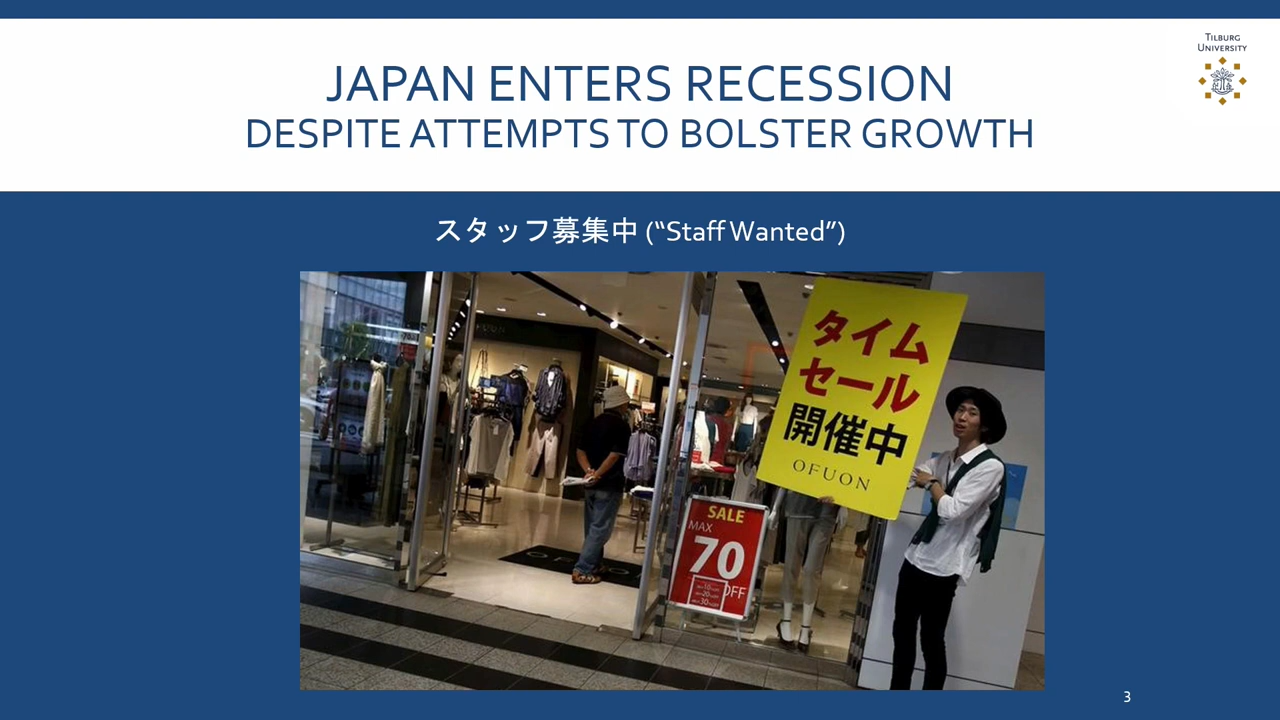 TILBURG
UNIVERSITY
JAPAN ENTERS RECESSION
DESPITE ATTEMPTS TO BOLSTER GROWTH
スタッフ募集中 (“Staff Wanted”)
タイム
セール
開催中
OFUON
SALE
MAX
70
OFF
3